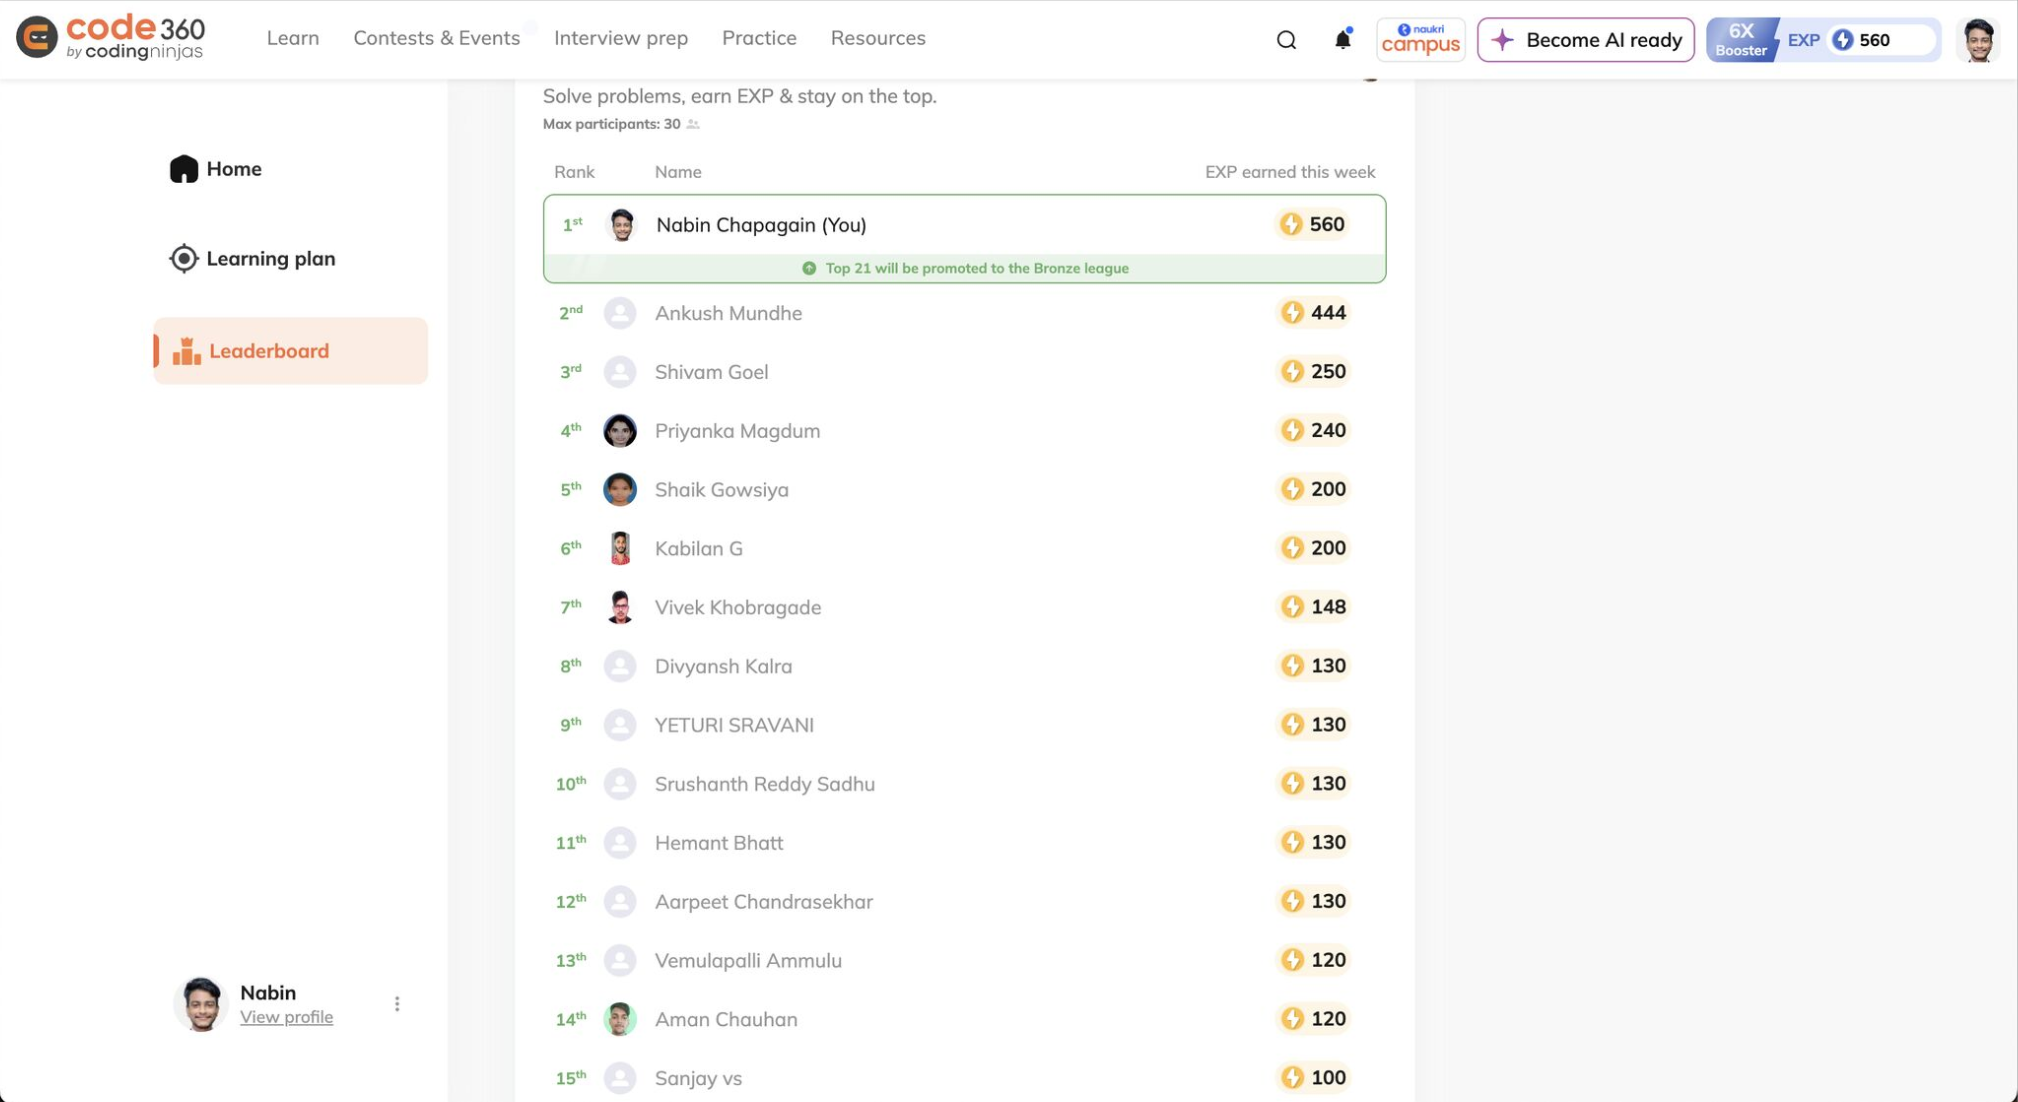 code 360
by codingninjas
Learn
Contests & Events
Interview prep
Practice
Resources
naukri
campus
Become AI ready
6X
Booster
EXP
560
Home
Learning plan
Leaderboard
Nabin
View profile
Solve problems, earn EXP & stay on the top.
Max participants: 30
Rank Name EXP earned this week
1st Nabin Chapagain (You) 560
Top 21 will be promoted to the Bronze league
2nd Ankush Mundhe 444
3rd Shivam Goel 250
4th Priyanka Magdum 240
5th Shaik Gowsiya 200
6th Kabilan G 200
7th Vivek Khobragade 148
8th Divyansh Kalra 130
9th YETURI SRAVANI 130
10th Srushanth Reddy Sadhu 130
11th Hemant Bhatt 130
12th Aarpeet Chandrasekhar 130
13th Vemulapalli Ammulu 120
14th Aman Chauhan 120
15th Sanjay vs 100